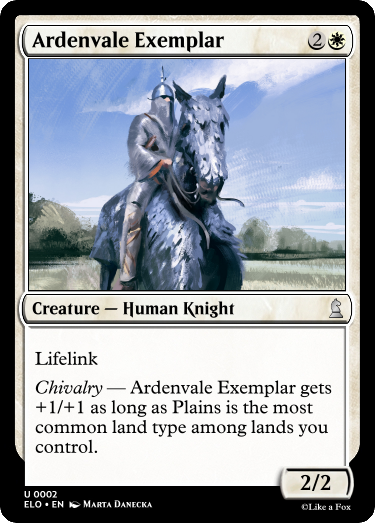 Ardenvale Exemplar 2
Creature — Human Knight
Lifelink
Chivalry — Ardenvale Exemplar gets
+1/+1 as long as Plains is the most
common land type among lands you
control.
2/2
U 0002
ELO • EN Marta Danecka
©Like a Fox